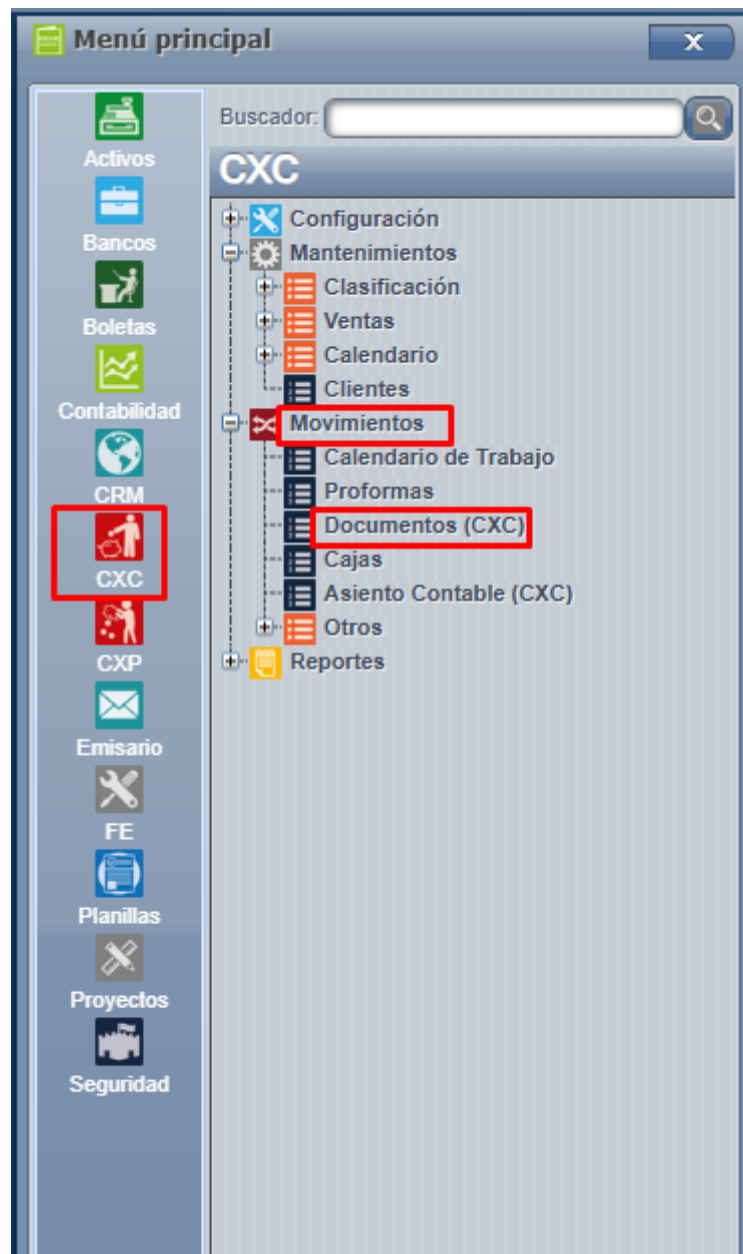 Menú principal
X
Buscador:
CXC
Activos
Bancos
Boletas
Contabilidad
CRM
CXC
CXP
Emisario
FE
Planillas
Proyectos
Seguridad
Configuración
Mantenimientos
Clasificación
Ventas
Calendario
Clientes
Movimientos
Calendario de Trabajo
Proformas
Documentos (CXC)
Cajas
Asiento Contable (CXC)
Otros
Reportes